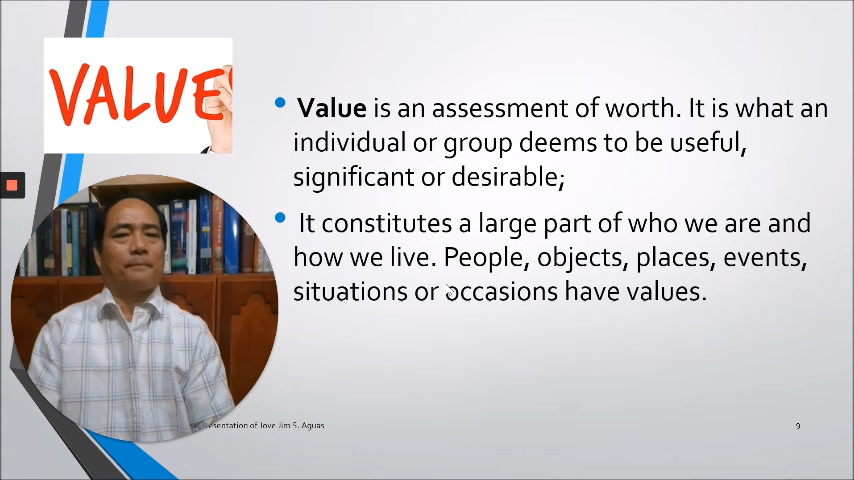 VALUE
• Value is an assessment of worth. It is what an
individual or group deems to be useful,
significant or desirable;
• It constitutes a large part of who we are and
how we live. People, objects, places, events,
situations or occasions have values.
of Jove Jim S. Aguas
9